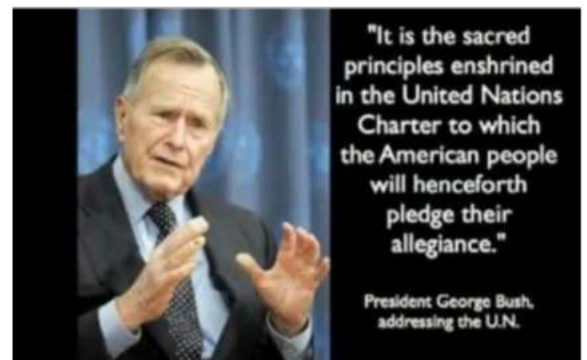 "It is the sacred
principles enshrined
in the United Nations
Charter to which
the American people
will henceforth
pledge their
allegiance."
President George Bush,
addressing the U.N.